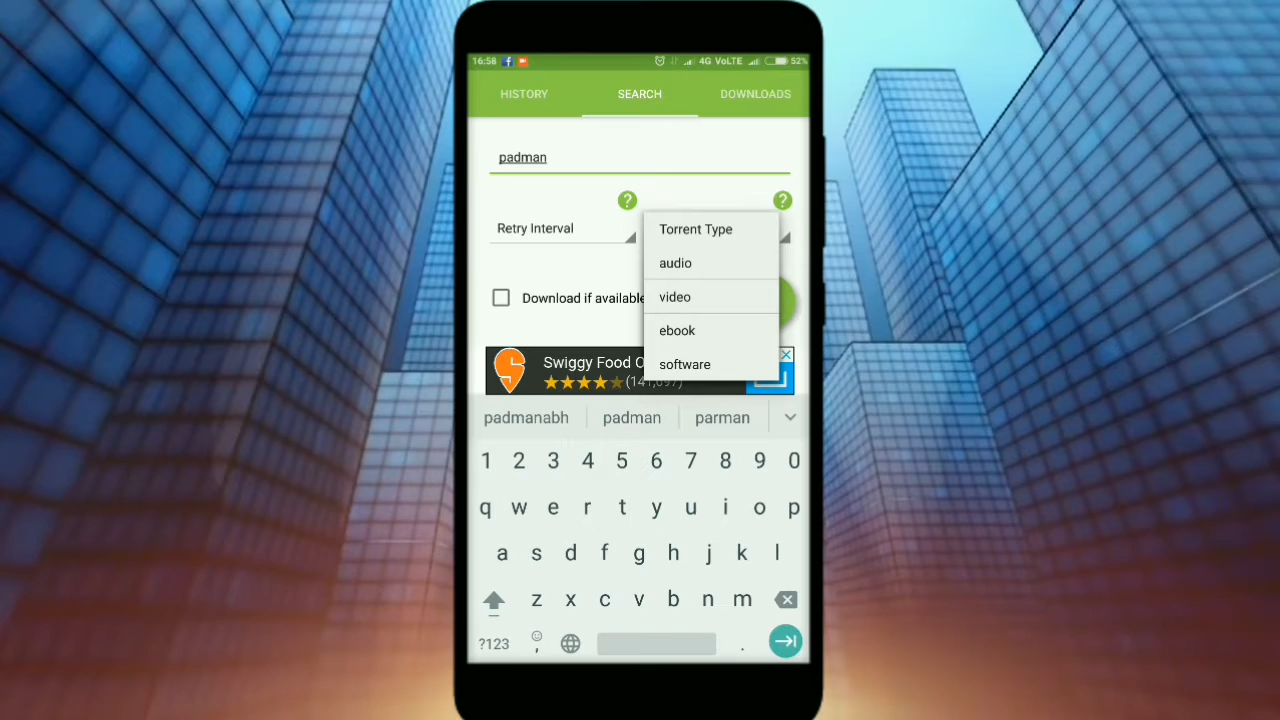 16:58 4G VoLTE 52%
HISTORY SEARCH DOWNLOADS
padman
Retry Interval
Torrent Type
audio
video
ebook
software
Download if available
Swiggy Food O
(141,697)
padmanabh padman parman
1 2 3 4 5 6 7 8 9 0
q w e r t y u i o p
a s d f g h j k l
z x c v b n m
?123 , .